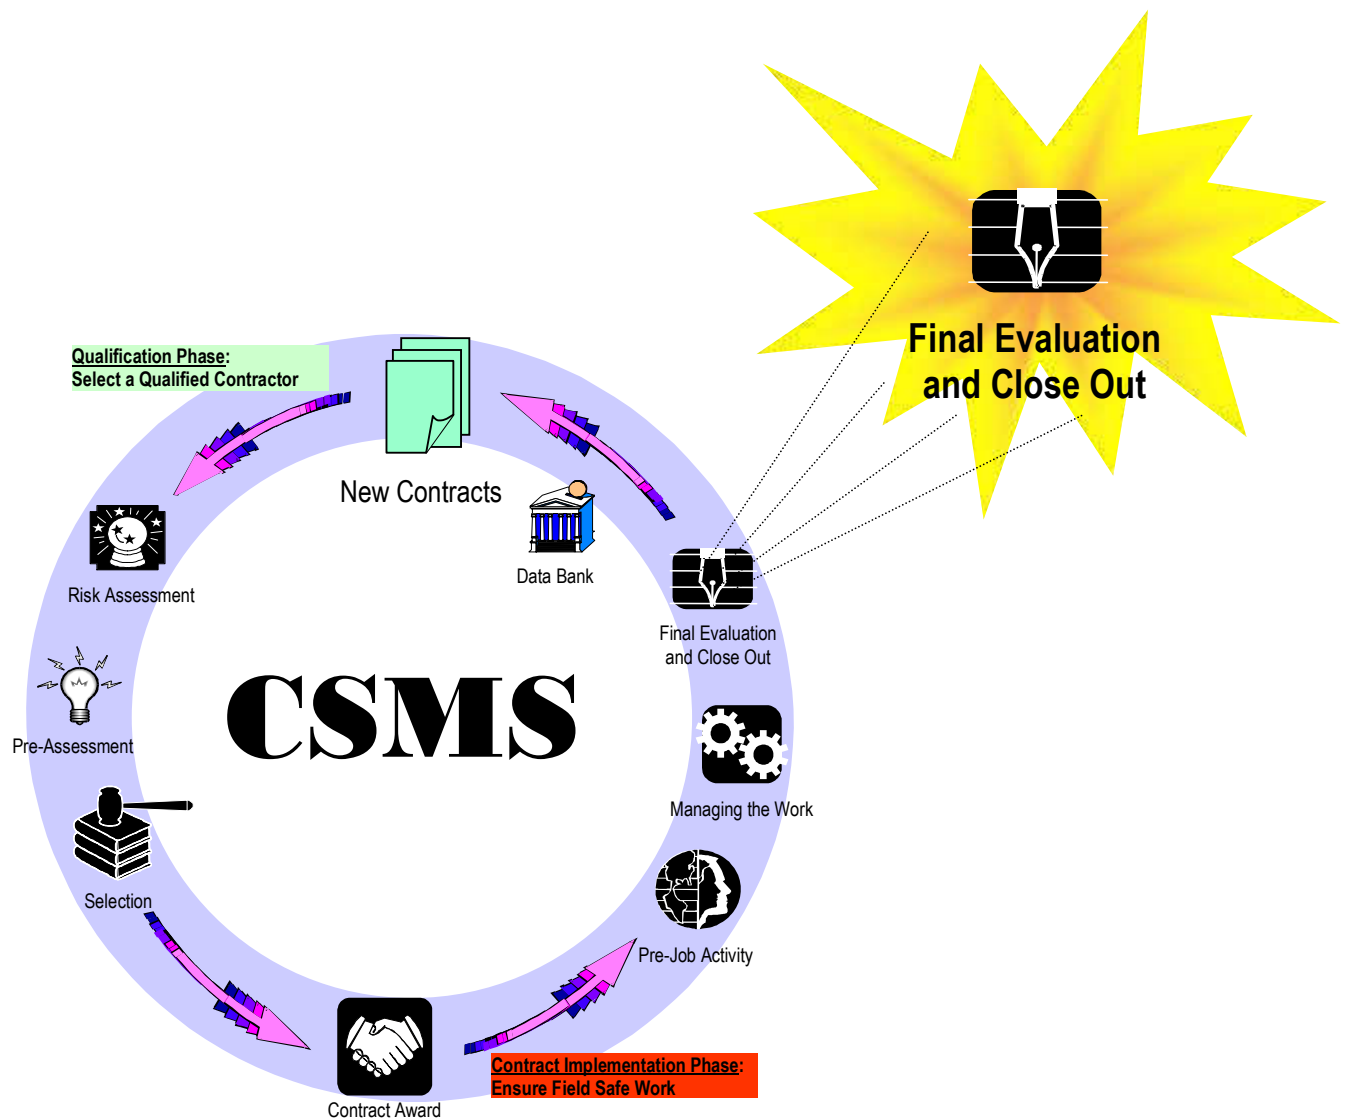 Final Evaluation
and Close Out
Qualification Phase:
Select a Qualified Contractor
New Contracts
Data Bank
Risk Assessment
Final Evaluation
and Close Out
CSMS
Pre-Assessment
Managing the Work
Selection
Pre-Job Activity
Contract Implementation Phase:
Ensure Field Safe Work
Contract Award